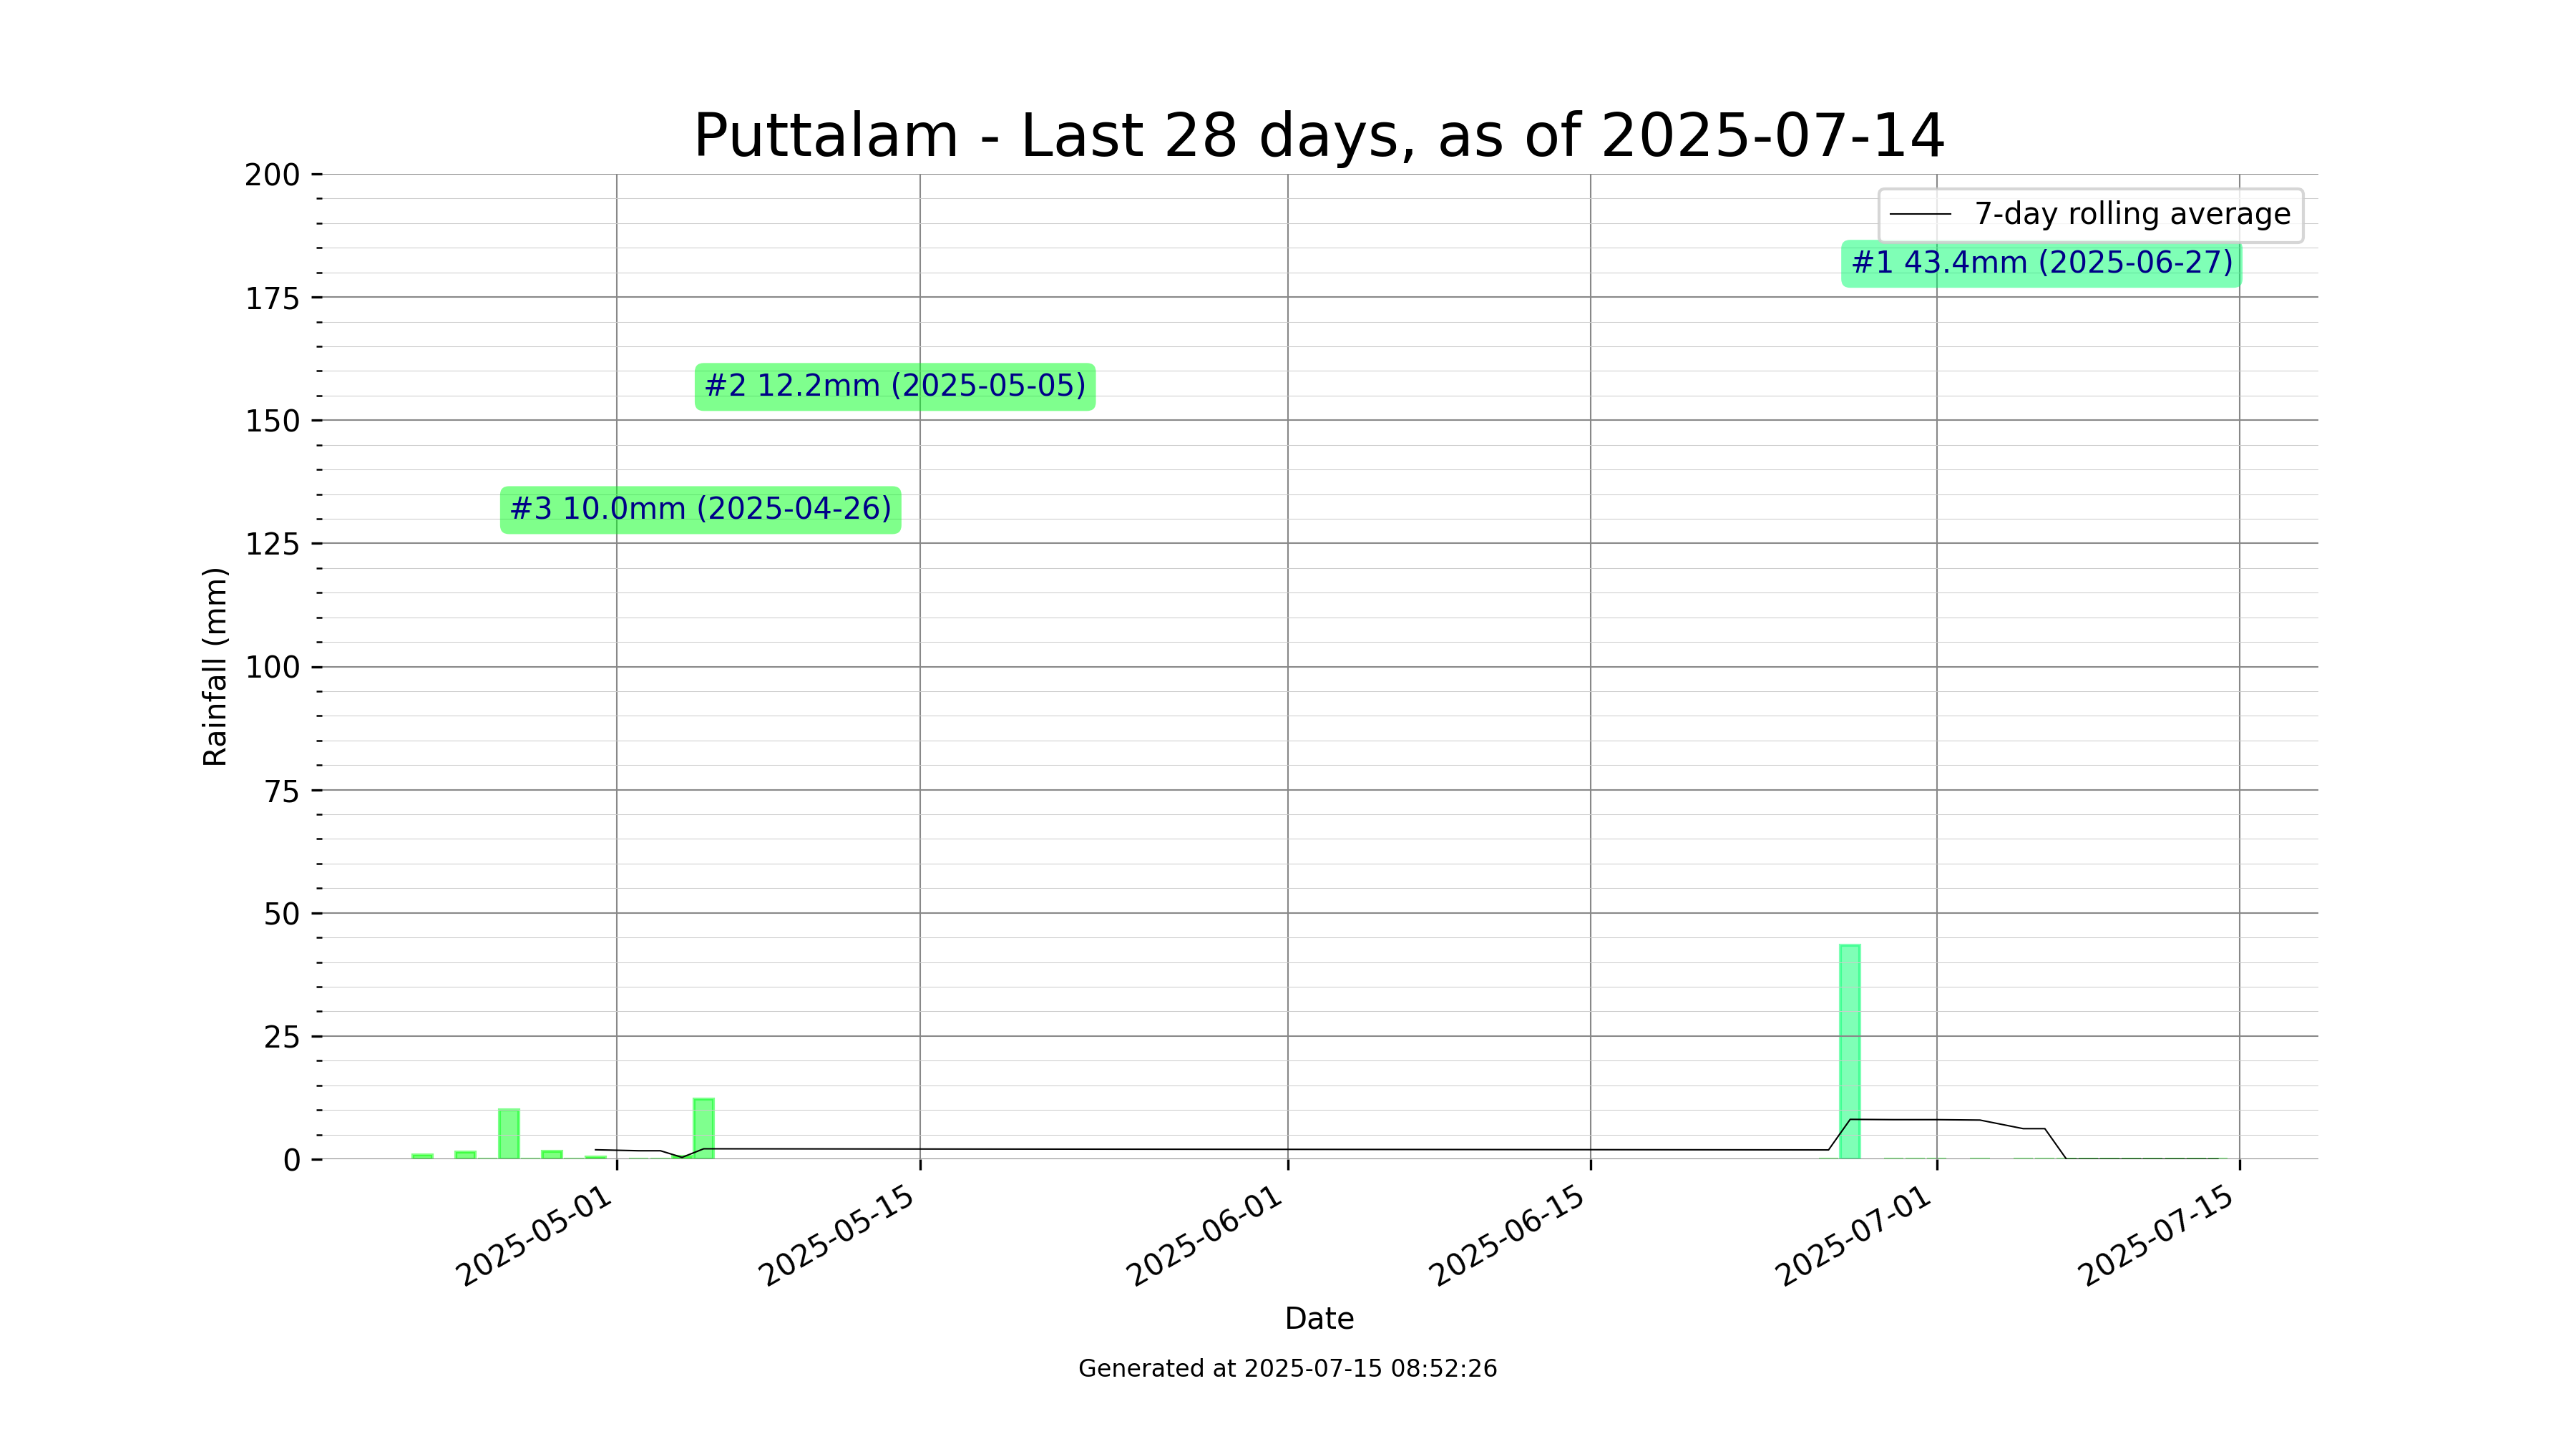 Puttalam - Last 28 days, as of 2025-07-14
200
175
150
125
100
75
50
25
0
Rainfall (mm)
7-day rolling average
#1 43.4mm (2025-06-27)
#2 12.2mm (2025-05-05)
#3 10.0mm (2025-04-26)
2025-05-01
2025-05-15
2025-06-01
2025-06-15
2025-07-01
2025-07-15
Date
Generated at 2025-07-15 08:52:26